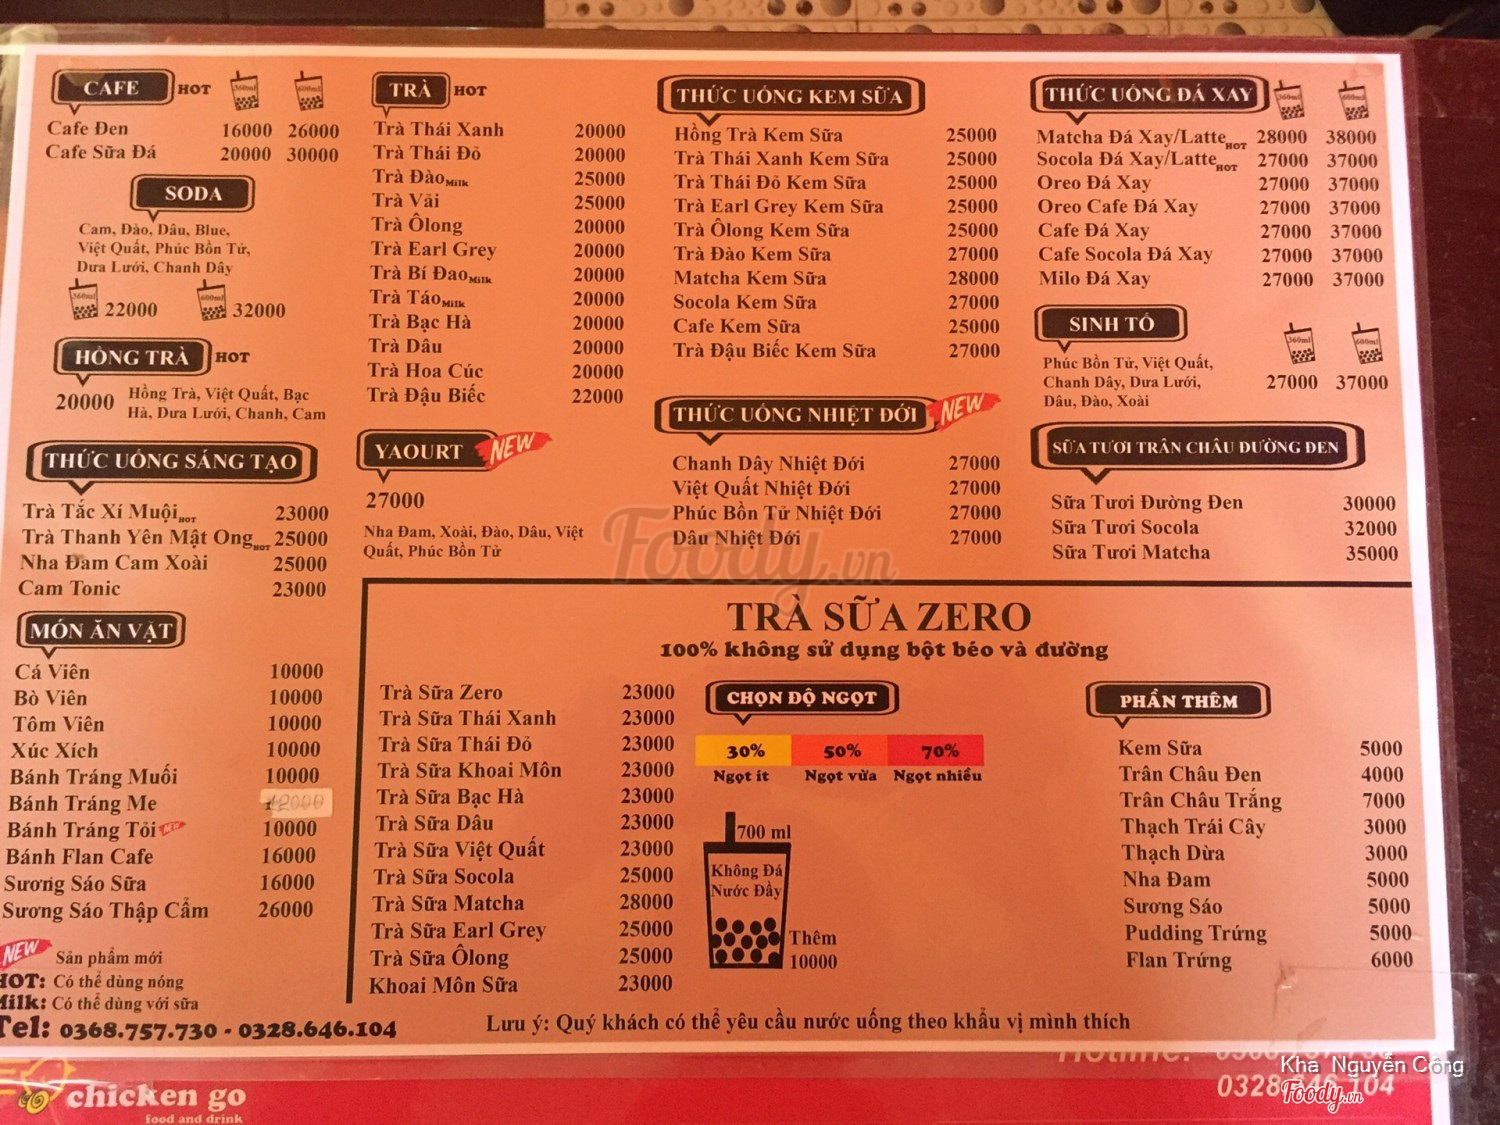 CAFE HOT 360ml 600ml
Cafe Đen 16000 26000
Cafe Sữa Đá 20000 30000
SODA
Cam, Đào, Dâu, Blue,
Việt Quất, Phúc Bồn Tử,
Dưa Lưới, Chanh Dây
360ml 22000 600ml 32000
HỒNG TRÀ HOT
20000
Hồng Trà, Việt Quất, Bạc
Hà, Dưa Lưới, Chanh, Cam
THỨC UỐNG SÁNG TẠO
Trà Tắc Xí Muội HOT 23000
Trà Thanh Yên Mật Ong HOT 25000
Nha Đam Cam Xoài 25000
Cam Tonic 23000
MÓN ĂN VẶT
Cá Viên 10000
Bò Viên 10000
Tôm Viên 10000
Xúc Xích 10000
Bánh Tráng Muối 10000
Bánh Tráng Me 12000
Bánh Tráng Tỏi NEW 10000
Bánh Flan Cafe 16000
Sương Sáo Sữa 16000
Sương Sáo Thập Cẩm 26000
NEW Sản phẩm mới
HOT: Có thể dùng nóng
Milk: Có thể dùng với sữa
Tel: 0368.757.730 - 0328.646.104
TRÀ HOT
Trà Thái Xanh 20000
Trà Thái Đỏ 20000
Trà Đào Milk 25000
Trà Vải 25000
Trà Ôlong 20000
Trà Earl Grey 20000
Trà Bí Đao Milk 20000
Trà Táo Milk 20000
Trà Bạc Hà 20000
Trà Dâu 20000
Trà Hoa Cúc 20000
Trà Đậu Biếc 22000
YAOURT NEW
27000
Nha Đam, Xoài, Đào, Dâu, Việt
Quất, Phúc Bồn Tử
THỨC UỐNG KEM SỮA
Hồng Trà Kem Sữa 25000
Trà Thái Xanh Kem Sữa 25000
Trà Thái Đỏ Kem Sữa 25000
Trà Earl Grey Kem Sữa 25000
Trà Ôlong Kem Sữa 25000
Trà Đào Kem Sữa 27000
Matcha Kem Sữa 28000
Socola Kem Sữa 27000
Cafe Kem Sữa 25000
Trà Đậu Biếc Kem Sữa 27000
THỨC UỐNG NHIỆT ĐỚI NEW
Chanh Dây Nhiệt Đới 27000
Việt Quất Nhiệt Đới 27000
Phúc Bồn Tử Nhiệt Đới 27000
Dâu Nhiệt Đới 27000
THỨC UỐNG ĐÁ XAY 360ml 600ml
Matcha Đá Xay/Latte HOT 28000 38000
Socola Đá Xay/Latte HOT 27000 37000
Oreo Đá Xay 27000 37000
Oreo Cafe Đá Xay 27000 37000
Cafe Đá Xay 27000 37000
Cafe Socola Đá Xay 27000 37000
Milo Đá Xay 27000 37000
SINH TỐ 360ml 600ml
Phúc Bồn Tử, Việt Quất,
Chanh Dây, Dưa Lưới,
Dâu, Đào, Xoài
27000 37000
SỮA TƯƠI TRÂN CHÂU ĐƯỜNG ĐEN
Sữa Tươi Đường Đen 30000
Sữa Tươi Socola 32000
Sữa Tươi Matcha 35000
Foody.vn
TRÀ SỮA ZERO
100% không sử dụng bột béo và đường
Trà Sữa Zero 23000
Trà Sữa Thái Xanh 23000
Trà Sữa Thái Đỏ 23000
Trà Sữa Khoai Môn 23000
Trà Sữa Bạc Hà 23000
Trà Sữa Dâu 23000
Trà Sữa Việt Quất 23000
Trà Sữa Socola 25000
Trà Sữa Matcha 28000
Trà Sữa Earl Grey 25000
Trà Sữa Ôlong 25000
Khoai Môn Sữa 23000
CHỌN ĐỘ NGỌT
30% 50% 70%
Ngọt ít Ngọt vừa Ngọt nhiều
700 ml
Không Đá
Nước Đầy
Thêm
10000
PHẦN THÊM
Kem Sữa 5000
Trân Châu Đen 4000
Trân Châu Trắng 7000
Thạch Trái Cây 3000
Thạch Dừa 3000
Nha Đam 5000
Sương Sáo 5000
Pudding Trứng 5000
Flan Trứng 6000
Lưu ý: Quý khách có thể yêu cầu nước uống theo khẩu vị mình thích
chicken go
food and drink
Hotline:
0328.646.104
Kha Nguyễn Công
Foody.vn